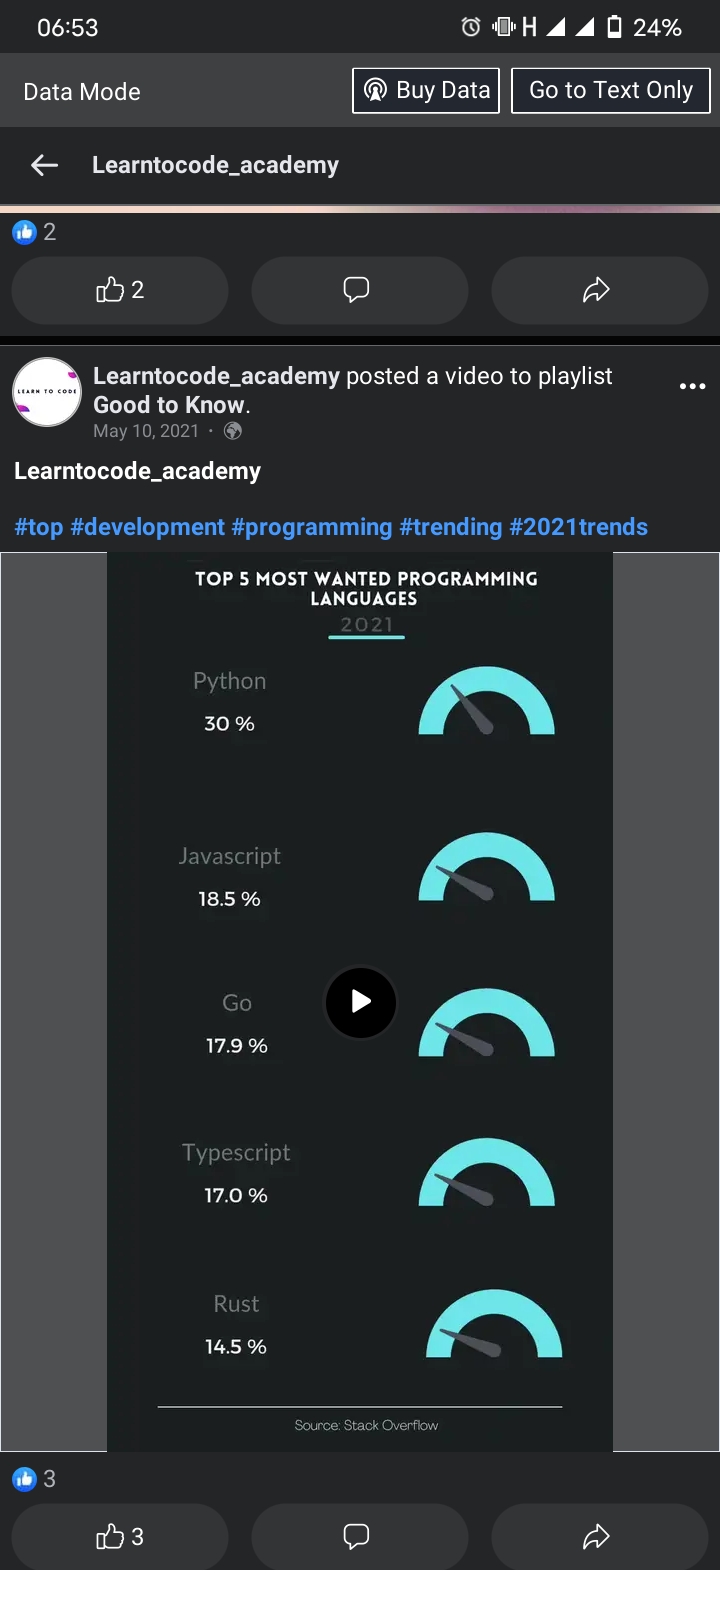 06:53
H
24%
Data Mode
Buy Data
Go to Text Only
Learntocode_academy
2
2
LEARN TO CODE
Learntocode_academy posted a video to playlist
Good to Know.
May 10, 2021 ·
Learntocode_academy
#top #development #programming #trending #2021trends
TOP 5 MOST WANTED PROGRAMMING
LANGUAGES
2021
Python
30 %
Javascript
18.5 %
Go
17.9 %
Typescript
17.0 %
Rust
14.5 %
Source: Stack Overflow
3
3